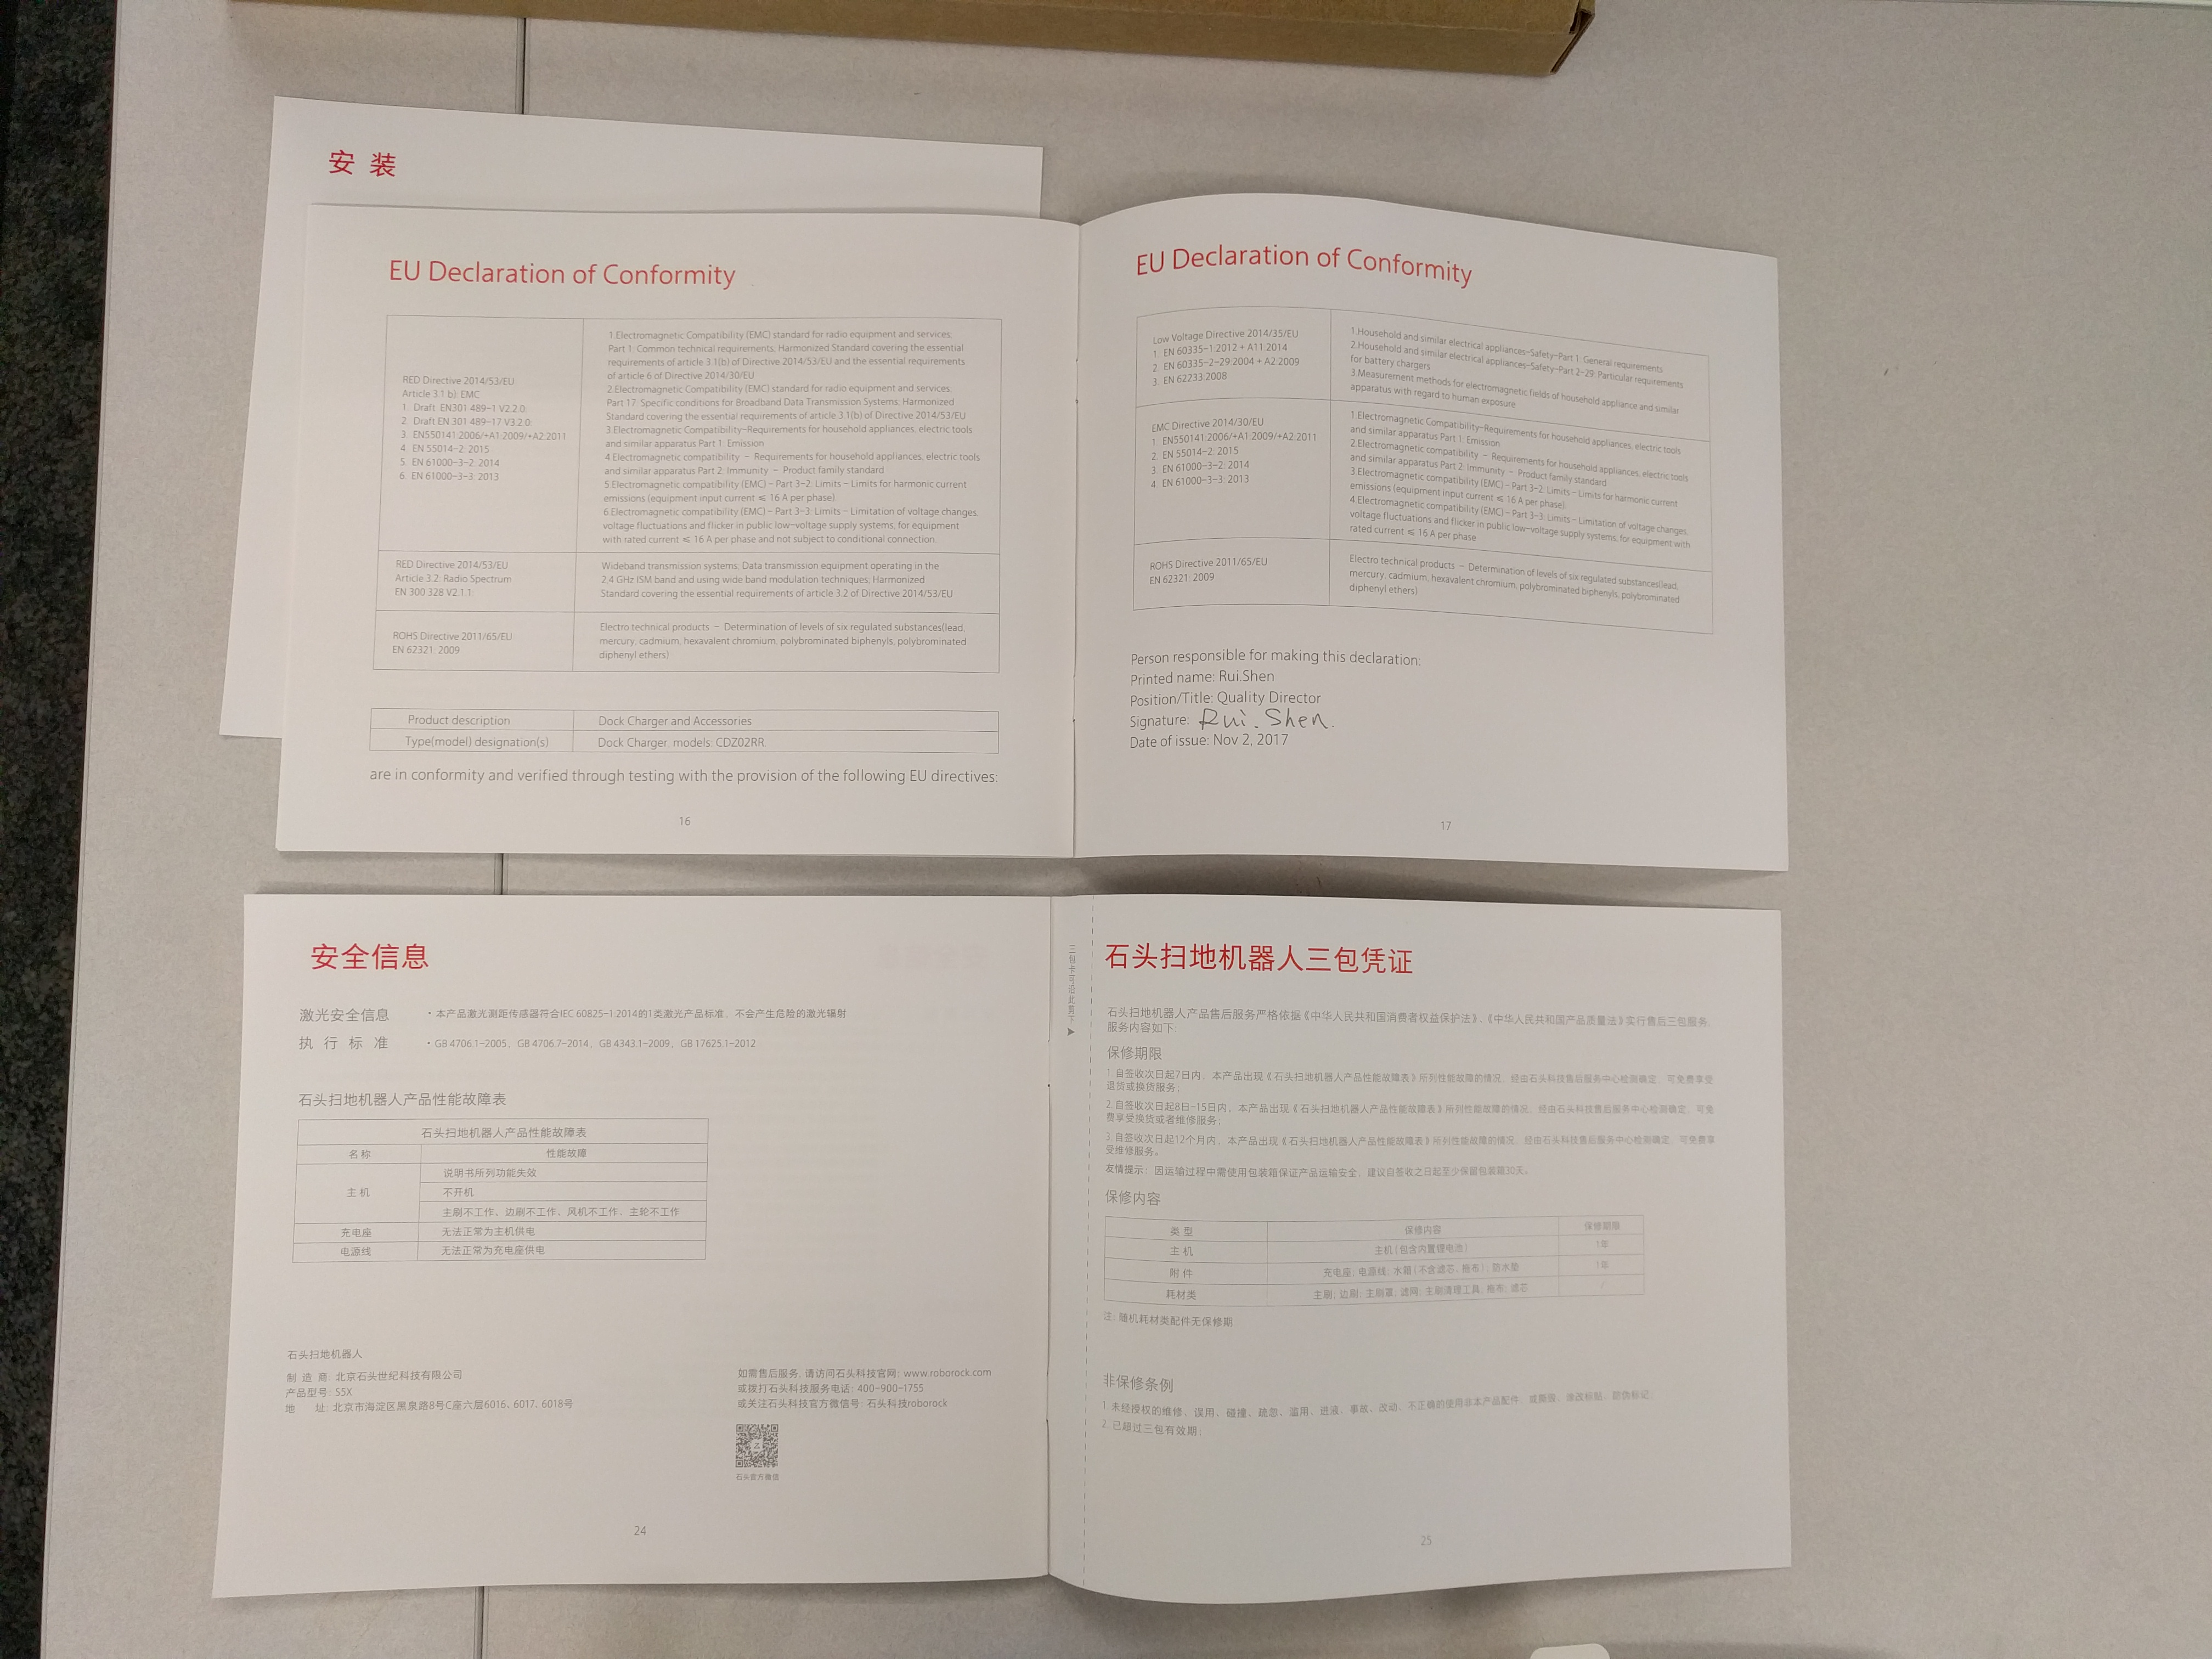 安 装
EU Declaration of Conformity
RED Directive 2014/53/EU
Article 3.1 b): EMC
1. Draft EN301 489-1 V2.2.0:
2. Draft EN 301 489-17 V3.2.0:
3. EN550141:2006/+A1:2009/+A2:2011
4. EN 55014-2: 2015
5. EN 61000-3-2: 2014
6. EN 61000-3-3: 2013
1.Electromagnetic Compatibility (EMC) standard for radio equipment and services;
Part 1: Common technical requirements; Harmonized Standard covering the essential
requirements of article 3.1(b) of Directive 2014/53/EU and the essential requirements
of article 6 of Directive 2014/30/EU
2.Electromagnetic Compatibility (EMC) standard for radio equipment and services;
Part 17: Specific conditions for Broadband Data Transmission Systems; Harmonized
Standard covering the essential requirements of article 3.1(b) of Directive 2014/53/EU
3.Electromagnetic Compatibility-Requirements for household appliances, electric tools
and similar apparatus Part 1: Emission
4.Electromagnetic compatibility - Requirements for household appliances, electric tools
and similar apparatus Part 2: Immunity - Product family standard
5.Electromagnetic compatibility (EMC) - Part 3-2: Limits - Limits for harmonic current
emissions (equipment input current ≤ 16 A per phase)
6.Electromagnetic compatibility (EMC) - Part 3-3: Limits - Limitation of voltage changes,
voltage fluctuations and flicker in public low-voltage supply systems, for equipment
with rated current ≤ 16 A per phase and not subject to conditional connection
RED Directive 2014/53/EU
Article 3.2: Radio Spectrum
EN 300 328 V2.1.1:
Wideband transmission systems; Data transmission equipment operating in the
2.4 GHz ISM band and using wide band modulation techniques; Harmonized
Standard covering the essential requirements of article 3.2 of Directive 2014/53/EU
ROHS Directive 2011/65/EU
EN 62321: 2009
Electro technical products - Determination of levels of six regulated substances(lead,
mercury, cadmium, hexavalent chromium, polybrominated biphenyls, polybrominated
diphenyl ethers)
Product description Dock Charger and Accessories
Type(model) designation(s) Dock Charger, models: CDZ02RR.
are in conformity and verified through testing with the provision of the following EU directives:
16
EU Declaration of Conformity
Low Voltage Directive 2014/35/EU
1. EN 60335-1:2012 + A11:2014
2. EN 60335-2-29:2004 + A2:2009
3. EN 62233:2008
1.Household and similar electrical appliances-Safety-Part 1: General requirements
2.Household and similar electrical appliances-Safety-Part 2-29: Particular requirements
for battery chargers
3.Measurement methods for electromagnetic fields of household appliance and similar
apparatus with regard to human exposure
EMC Directive 2014/30/EU
1. EN550141:2006/+A1:2009/+A2:2011
2. EN 55014-2: 2015
3. EN 61000-3-2: 2014
4. EN 61000-3-3: 2013
1.Electromagnetic Compatibility-Requirements for household appliances, electric tools
and similar apparatus Part 1: Emission
2.Electromagnetic compatibility - Requirements for household appliances, electric tools
and similar apparatus Part 2: Immunity - Product family standard
3.Electromagnetic compatibility (EMC) - Part 3-2: Limits - Limits for harmonic current
emissions (equipment input current ≤ 16 A per phase)
4.Electromagnetic compatibility (EMC) - Part 3-3: Limits - Limitation of voltage changes,
voltage fluctuations and flicker in public low-voltage supply systems, for equipment with
rated current ≤ 16 A per phase
ROHS Directive 2011/65/EU
EN 62321: 2009
Electro technical products - Determination of levels of six regulated substances(lead,
mercury, cadmium, hexavalent chromium, polybrominated biphenyls, polybrominated
diphenyl ethers)
Person responsible for making this declaration:
Printed name: Rui.Shen
Position/Title: Quality Director
Signature: Rui. Shen.
Date of issue: Nov 2, 2017
17
安全信息
激光安全信息 · 本产品激光测距传感器符合IEC 60825-1:2014的1类激光产品标准，不会产生危险的激光辐射
执 行 标 准 · GB 4706.1-2005，GB 4706.7-2014，GB 4343.1-2009，GB 17625.1-2012
石头扫地机器人产品性能故障表
石头扫地机器人产品性能故障表
名称 性能故障
主机
说明书所列功能失效
不开机
主刷不工作、边刷不工作、风机不工作、主轮不工作
充电座 无法正常为主机供电
电源线 无法正常为充电座供电
石头扫地机器人
制 造 商: 北京石头世纪科技有限公司
产品型号: S5X
地 址: 北京市海淀区黑泉路8号C座六层6016、6017、6018号
如需售后服务, 请访问石头科技官网: www.roborock.com
或拨打石头科技服务电话: 400-900-1755
或关注石头科技官方微信号: 石头科技roborock
石头官方微信
24
三包卡可沿此剪下
石头扫地机器人三包凭证
石头扫地机器人产品售后服务严格依据《中华人民共和国消费者权益保护法》、《中华人民共和国产品质量法》实行售后三包服务，
服务内容如下:
保修期限
1. 自签收次日起7日内，本产品出现《石头扫地机器人产品性能故障表》所列性能故障的情况，经由石头科技售后服务中心检测确定，可免费享受
退货或换货服务；
2. 自签收次日起8日-15日内，本产品出现《石头扫地机器人产品性能故障表》所列性能故障的情况，经由石头科技售后服务中心检测确定，可免
费享受换货或者维修服务；
3. 自签收次日起12个月内，本产品出现《石头扫地机器人产品性能故障表》所列性能故障的情况，经由石头科技售后服务中心检测确定，可免费享
受维修服务。
友情提示：因运输过程中需使用包装箱保证产品运输安全，建议自签收之日起至少保留包装箱30天。
保修内容
类 型 保修内容 保修期限
主 机 主机(包含内置锂电池) 1年
附 件 充电座; 电源线; 水箱(不含滤芯、拖布); 防水垫 1年
耗材类 主刷; 边刷; 主刷罩; 滤网; 主刷清理工具; 拖布; 滤芯 /
注: 随机耗材类配件无保修期
非保修条例
1. 未经授权的维修、误用、碰撞、疏忽、滥用、进液、事故、改动、不正确的使用非本产品配件，或撕毁、涂改标贴、防伪标记；
2. 已超过三包有效期；
25